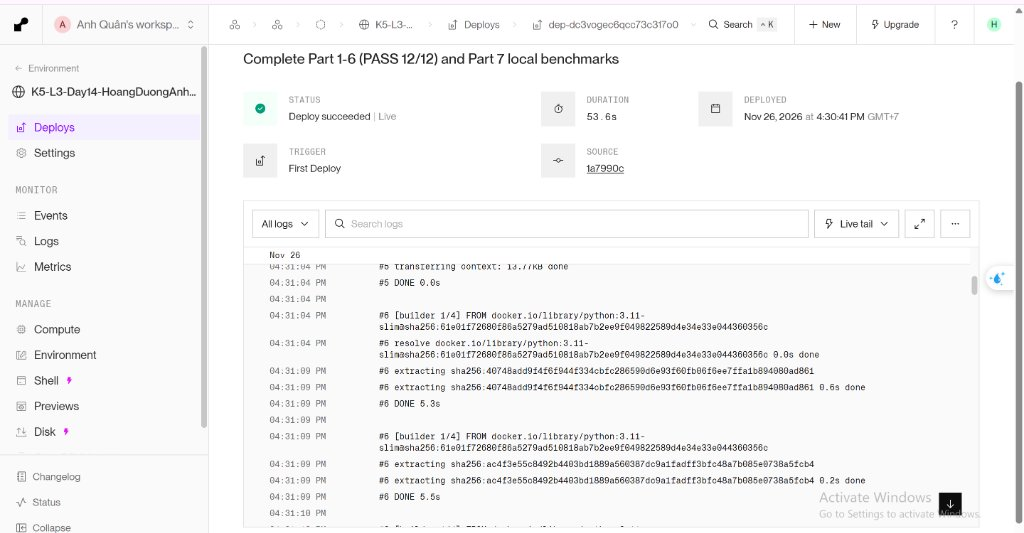 A Anh Quân's worksp...
K5-L3-...
Deploys
dep-dc3vogec6qcc73c317o0
Search ^ K
+ New
Upgrade
?
H
← Environment
K5-L3-Day14-HoangDuongAnh...
Deploys
Settings
MONITOR
Events
Logs
Metrics
MANAGE
Compute
Environment
Shell
Previews
Disk
Changelog
Status
Collapse
Complete Part 1-6 (PASS 12/12) and Part 7 local benchmarks
STATUS
Deploy succeeded | Live
DURATION
53.6s
DEPLOYED
Nov 26, 2026 at 4:30:41 PM GMT+7
TRIGGER
First Deploy
SOURCE
1a7990c
All logs
Search logs
Live tail
...
Nov 26
04:31:04 PM #5 transferring context: 13.77KB done
04:31:04 PM #5 DONE 0.0s
04:31:04 PM
04:31:04 PM #6 [builder 1/4] FROM docker.io/library/python:3.11-
slim@sha256:61e01f72680f86a5279ad510818ab7b2ee9f049822589d4e34e33e044360356c
04:31:04 PM #6 resolve docker.io/library/python:3.11-
slim@sha256:61e01f72680f86a5279ad510818ab7b2ee9f049822589d4e34e33e044360356c 0.0s done
04:31:09 PM #6 extracting sha256:40748add9f4f6f944f334cbfc286590d6e93f60fb06f6ee7ffa1b894080ad861
04:31:09 PM #6 extracting sha256:40748add9f4f6f944f334cbfc286590d6e93f60fb06f6ee7ffa1b894080ad861 0.6s done
04:31:09 PM #6 DONE 5.3s
04:31:09 PM
04:31:09 PM #6 [builder 1/4] FROM docker.io/library/python:3.11-
slim@sha256:61e01f72680f86a5279ad510818ab7b2ee9f049822589d4e34e33e044360356c
04:31:09 PM #6 extracting sha256:ac4f3e55c8492b4403bd1889a560387dc9a1fadff3bfc48a7b085e0738a5fcb4
04:31:09 PM #6 extracting sha256:ac4f3e55c8492b4403bd1889a560387dc9a1fadff3bfc48a7b085e0738a5fcb4 0.2s done
04:31:09 PM #6 DONE 5.5s
04:31:10 PM
Activate Windows
Go to Settings to activate Windows.